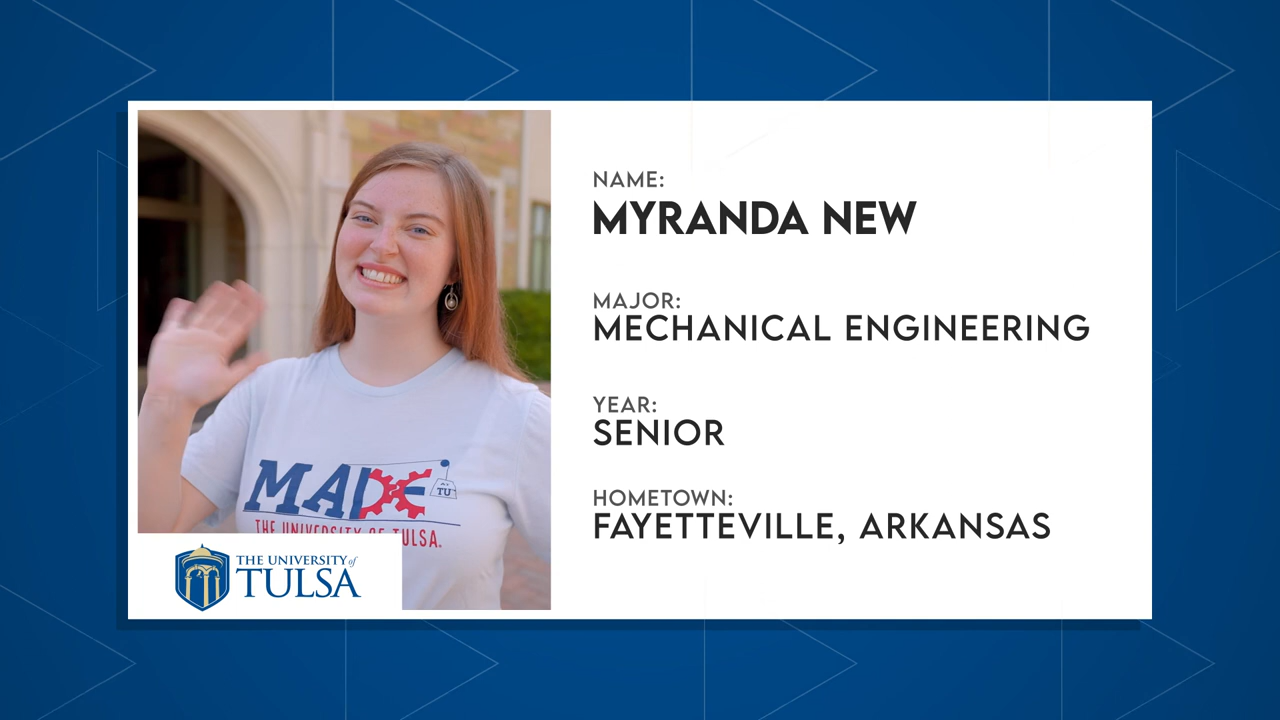 NAME:
MYRANDA NEW
MAJOR:
MECHANICAL ENGINEERING
YEAR:
SENIOR
HOMETOWN:
FAYETTEVILLE, ARKANSAS
MADE
AT
TU
THE UNIVERSITY OF TULSA.
THE UNIVERSITY of
TULSA